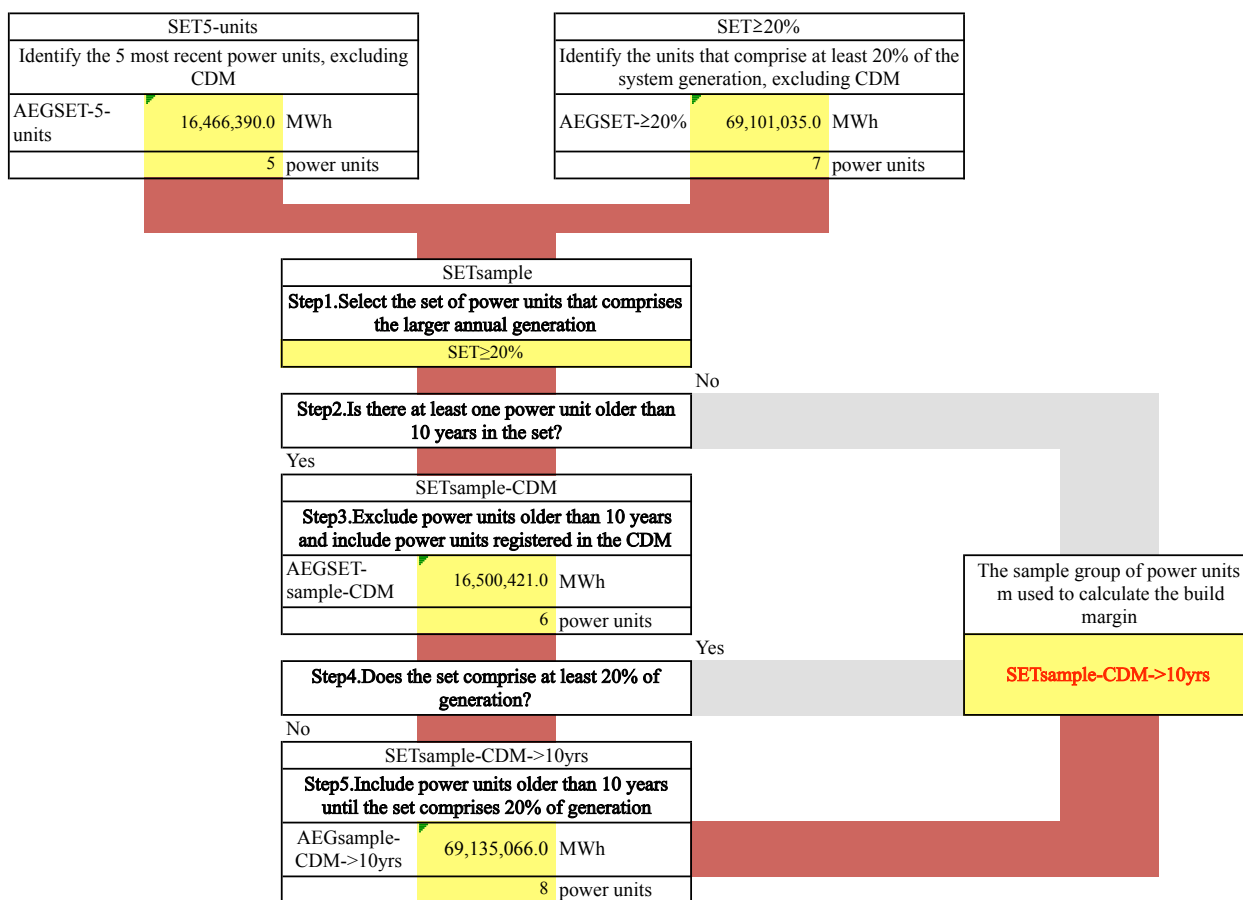 SET5-units
Identify the 5 most recent power units, excluding
CDM
AEGSET-5-
units
16,466,390.0 MWh
5 power units
SET≥20%
Identify the units that comprise at least 20% of the
system generation, excluding CDM
AEGSET-≥20% 69,101,035.0 MWh
7 power units
SETsample
Step1.Select the set of power units that comprises
the larger annual generation
SET≥20%
No
Step2.Is there at least one power unit older than
10 years in the set?
Yes
SETsample-CDM
Step3.Exclude power units older than 10 years
and include power units registered in the CDM
AEGSET-
sample-CDM
16,500,421.0 MWh
6 power units
Yes
Step4.Does the set comprise at least 20% of
generation?
No
SETsample-CDM->10yrs
Step5.Include power units older than 10 years
until the set comprises 20% of generation
AEGsample-
CDM->10yrs
69,135,066.0 MWh
8 power units
The sample group of power units
m used to calculate the build
margin
SETsample-CDM->10yrs